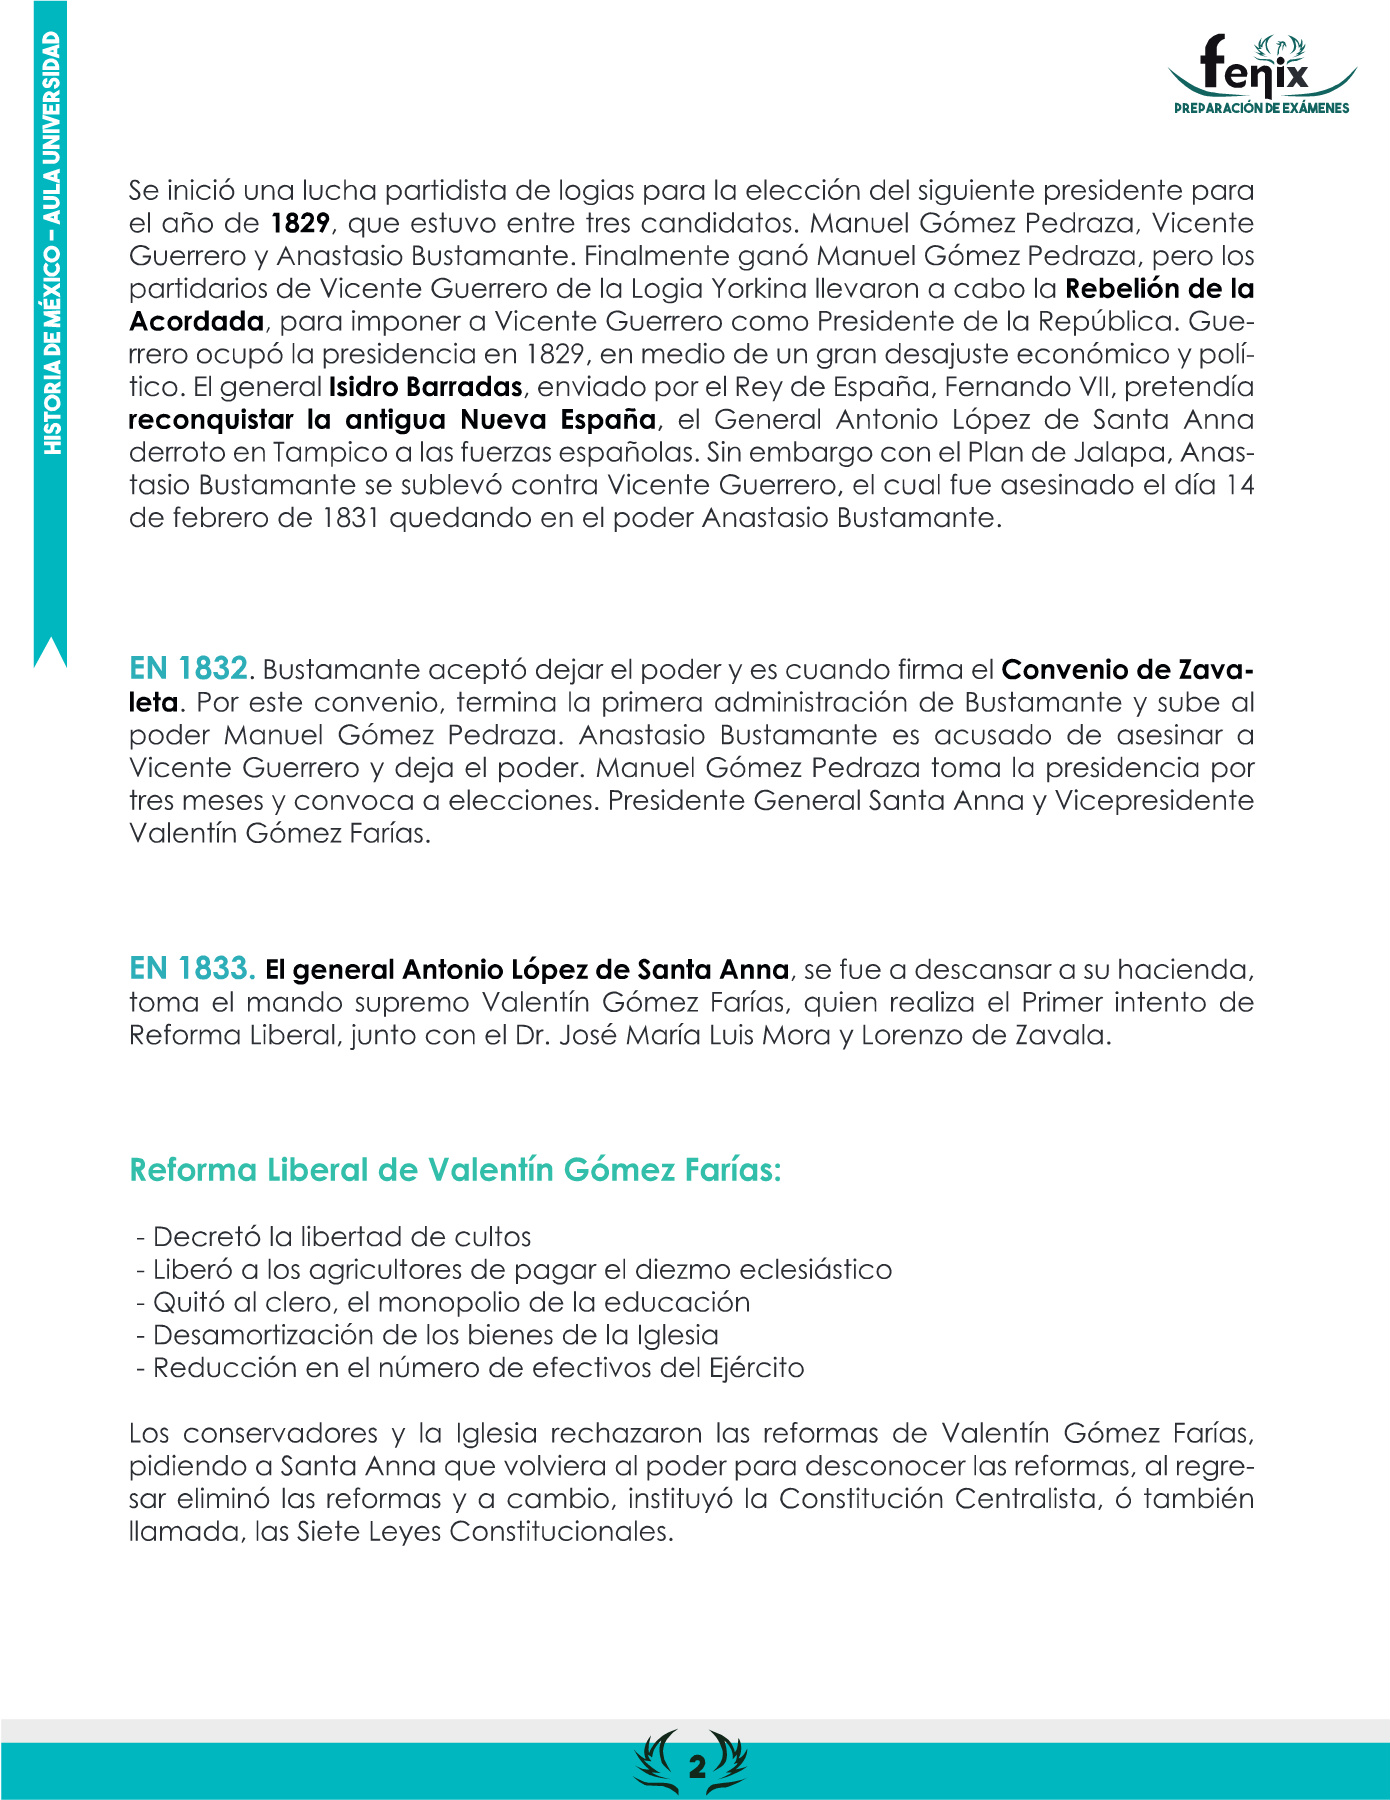 HISTORIA DE MÉXICO – AULA UNIVERSIDAD
fenix
PREPARACIÓN DE EXÁMENES
Se inició una lucha partidista de logias para la elección del siguiente presidente para
el año de 1829, que estuvo entre tres candidatos. Manuel Gómez Pedraza, Vicente
Guerrero y Anastasio Bustamante. Finalmente ganó Manuel Gómez Pedraza, pero los
partidarios de Vicente Guerrero de la Logia Yorkina llevaron a cabo la Rebelión de la
Acordada, para imponer a Vicente Guerrero como Presidente de la República. Gue-
rrero ocupó la presidencia en 1829, en medio de un gran desajuste económico y polí-
tico. El general Isidro Barradas, enviado por el Rey de España, Fernando VII, pretendía
reconquistar la antigua Nueva España, el General Antonio López de Santa Anna
derroto en Tampico a las fuerzas españolas. Sin embargo con el Plan de Jalapa, Anas-
tasio Bustamante se sublevó contra Vicente Guerrero, el cual fue asesinado el día 14
de febrero de 1831 quedando en el poder Anastasio Bustamante.
EN 1832. Bustamante aceptó dejar el poder y es cuando firma el Convenio de Zava-
leta. Por este convenio, termina la primera administración de Bustamante y sube al
poder Manuel Gómez Pedraza. Anastasio Bustamante es acusado de asesinar a
Vicente Guerrero y deja el poder. Manuel Gómez Pedraza toma la presidencia por
tres meses y convoca a elecciones. Presidente General Santa Anna y Vicepresidente
Valentín Gómez Farías.
EN 1833. El general Antonio López de Santa Anna, se fue a descansar a su hacienda,
toma el mando supremo Valentín Gómez Farías, quien realiza el Primer intento de
Reforma Liberal, junto con el Dr. José María Luis Mora y Lorenzo de Zavala.
Reforma Liberal de Valentín Gómez Farías:
- Decretó la libertad de cultos
- Liberó a los agricultores de pagar el diezmo eclesiástico
- Quitó al clero, el monopolio de la educación
- Desamortización de los bienes de la Iglesia
- Reducción en el número de efectivos del Ejército
Los conservadores y la Iglesia rechazaron las reformas de Valentín Gómez Farías,
pidiendo a Santa Anna que volviera al poder para desconocer las reformas, al regre-
sar eliminó las reformas y a cambio, instituyó la Constitución Centralista, ó también
llamada, las Siete Leyes Constitucionales.
2